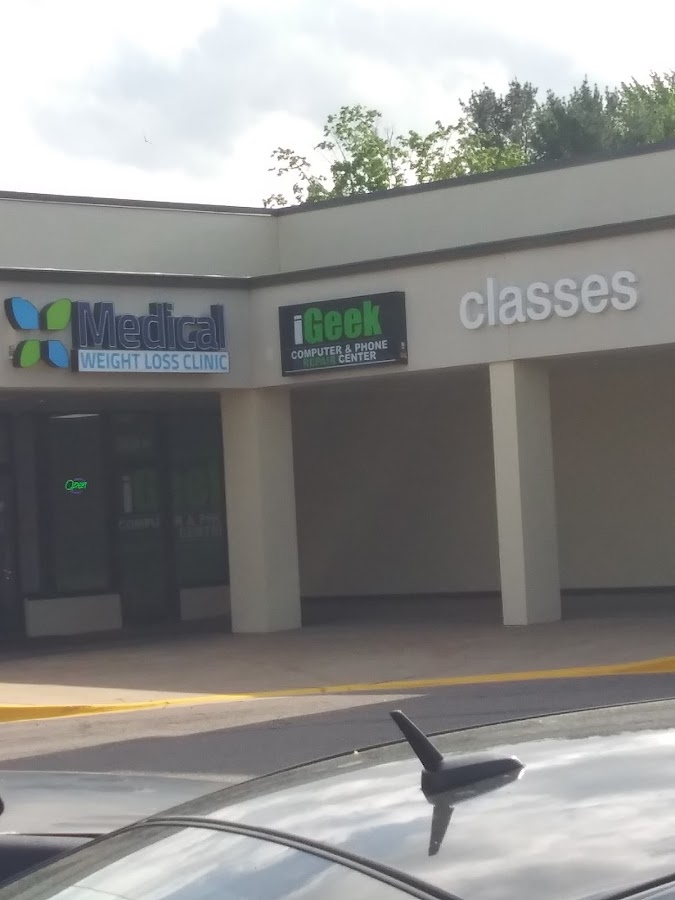 Medical
WEIGHT LOSS CLINIC
iGeek
COMPUTER & PHONE
REPAIR CENTER
classes
Open